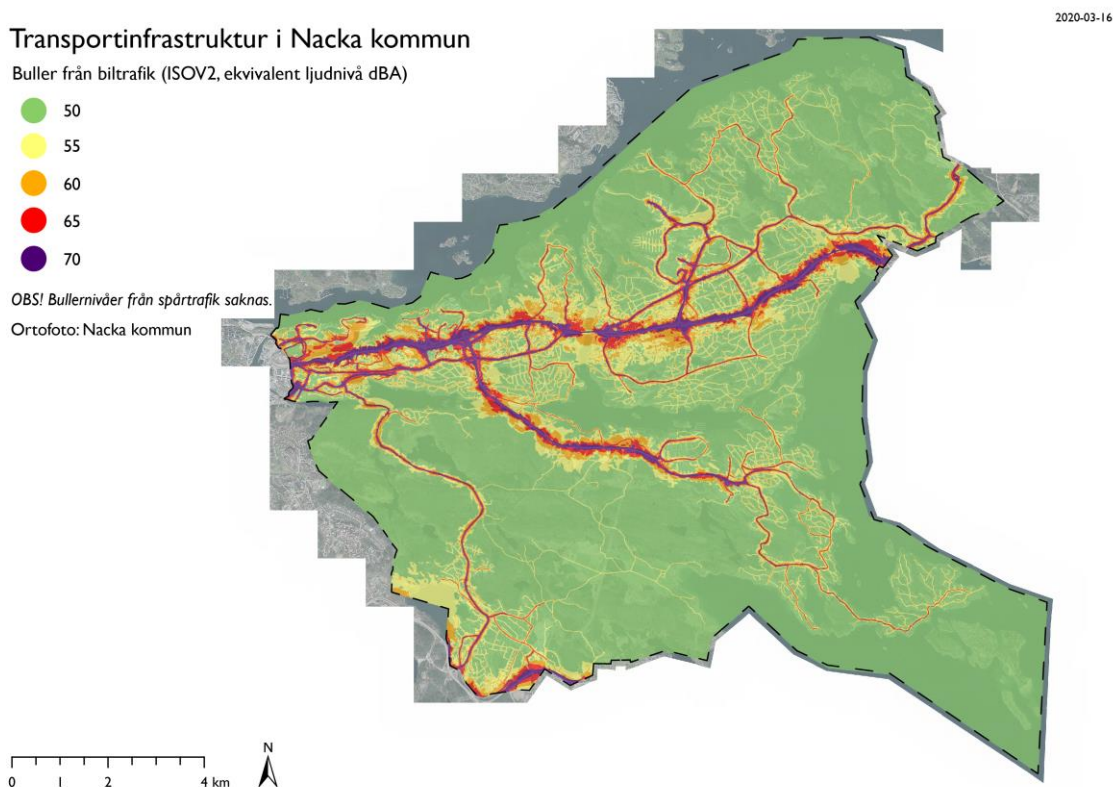 2020-03-16
Transportinfrastruktur i Nacka kommun
Buller från biltrafik (ISOV2, ekvivalent ljudnivå dBA)
50
55
60
65
70
OBS! Bullernivåer från spårtrafik saknas.
Ortofoto: Nacka kommun
0 1 2 4 km
N